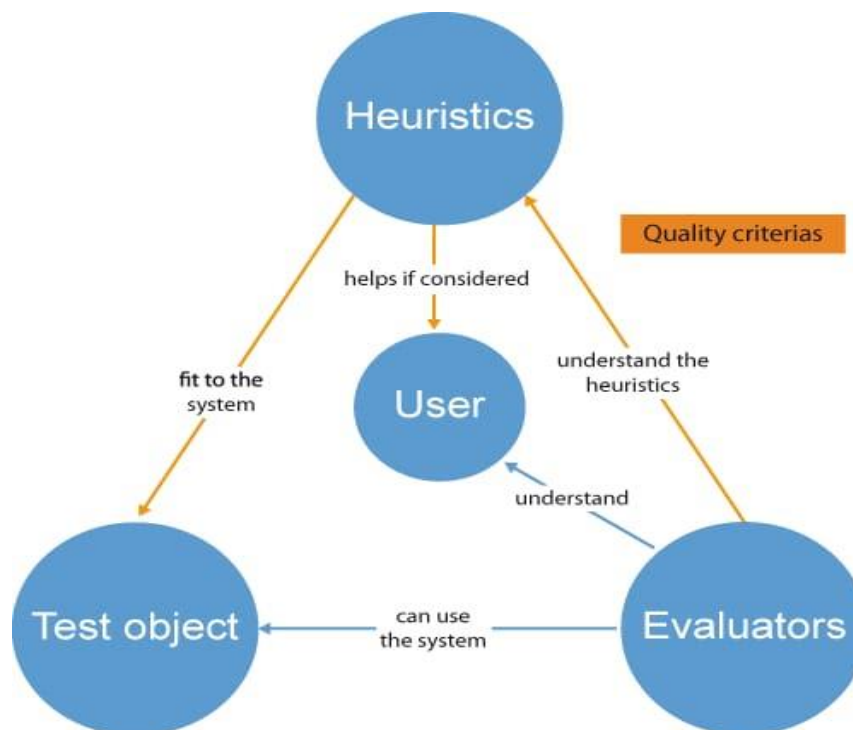 Heuristics
Quality criterias
helps if considered
understand the
heuristics
fit to the
system
User
understand
Test object
can use
the system
Evaluators